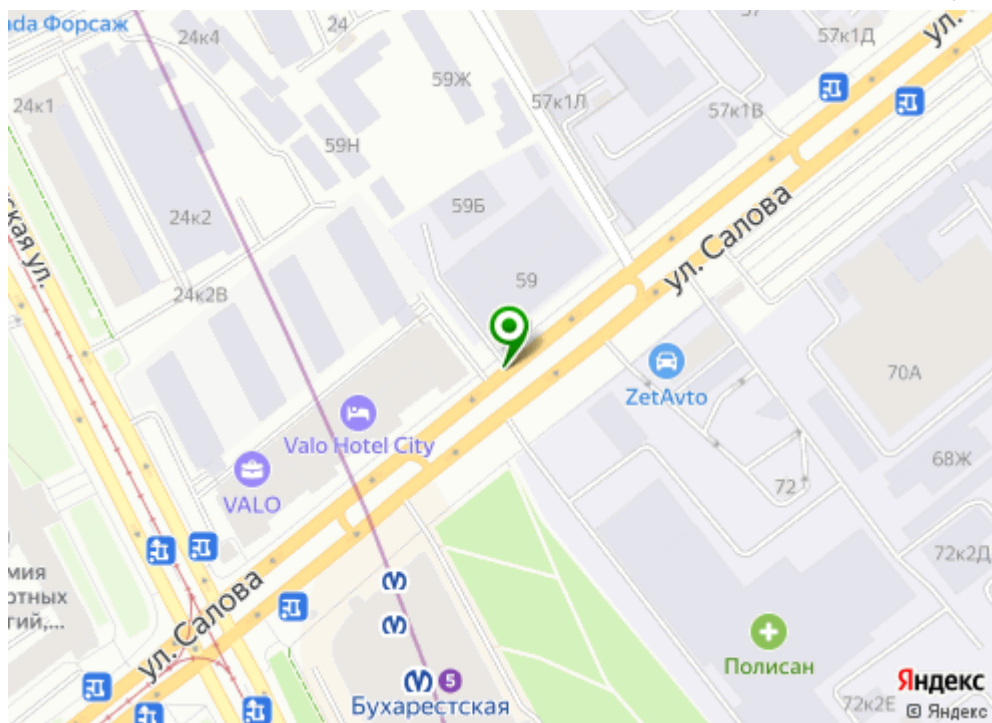 ada Форсаж
24к4
24
57
57к1Д
ул.
24к1
59Ж
57к1Л
57к1В
59Н
24к2
59Б
ская ул.
ул. Салова
24к2В
59
ZetAvto
70А
Valo Hotel City
VALO
68Ж
72
72к2Д
мия
отных
гий,...
ул. Салова
Полисан
5
Бухарестская
72к2Е
Яндекс
© Яндекс